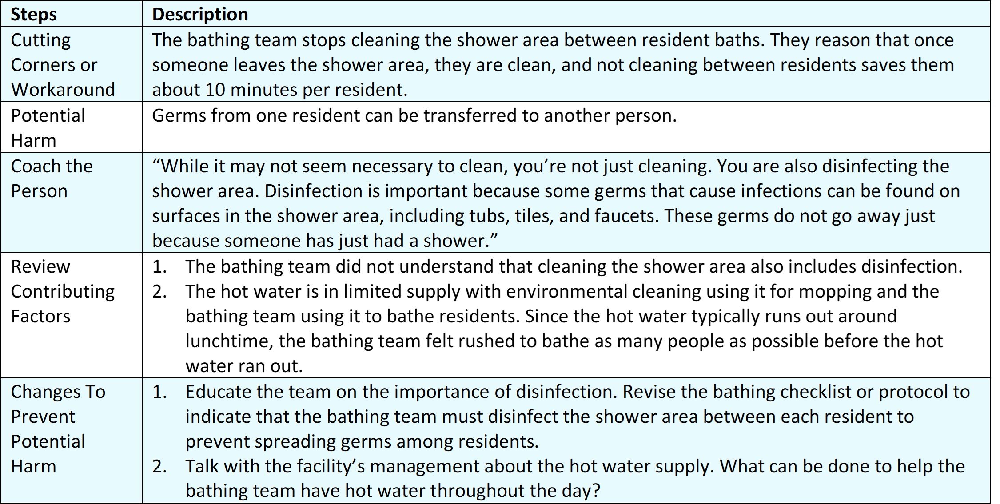 Steps
Description
Cutting
Corners or
Workaround
The bathing team stops cleaning the shower area between resident baths. They reason that once
someone leaves the shower area, they are clean, and not cleaning between residents saves them
about 10 minutes per resident.
Potential
Harm
Germs from one resident can be transferred to another person.
Coach the
Person
“While it may not seem necessary to clean, you’re not just cleaning. You are also disinfecting the
shower area. Disinfection is important because some germs that cause infections can be found on
surfaces in the shower area, including tubs, tiles, and faucets. These germs do not go away just
because someone has just had a shower.”
Review
Contributing
Factors
1. The bathing team did not understand that cleaning the shower area also includes disinfection.
2. The hot water is in limited supply with environmental cleaning using it for mopping and the
bathing team using it to bathe residents. Since the hot water typically runs out around
lunchtime, the bathing team felt rushed to bathe as many people as possible before the hot
water ran out.
Changes To
Prevent
Potential
Harm
1. Educate the team on the importance of disinfection. Revise the bathing checklist or protocol to
indicate that the bathing team must disinfect the shower area between each resident to
prevent spreading germs among residents.
2. Talk with the facility’s management about the hot water supply. What can be done to help the
bathing team have hot water throughout the day?